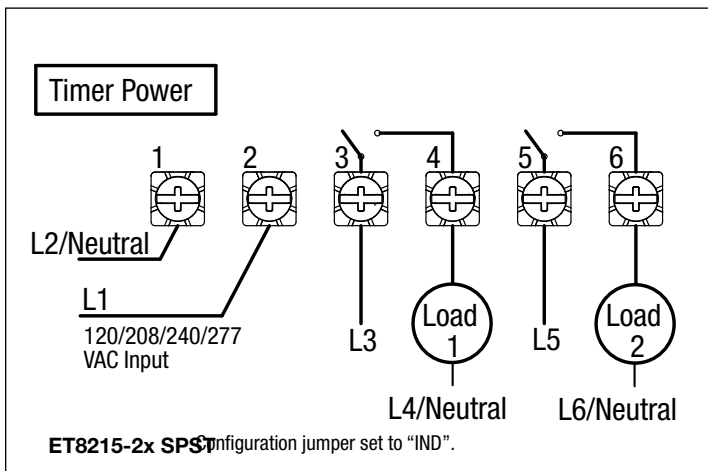 Timer Power
1 2 3 4 5 6
L2/Neutral
L1
120/208/240/277
VAC Input
L3
Load
1
L5
Load
2
L4/Neutral
L6/Neutral
ET8215-2x SPST Configuration jumper set to “IND”.